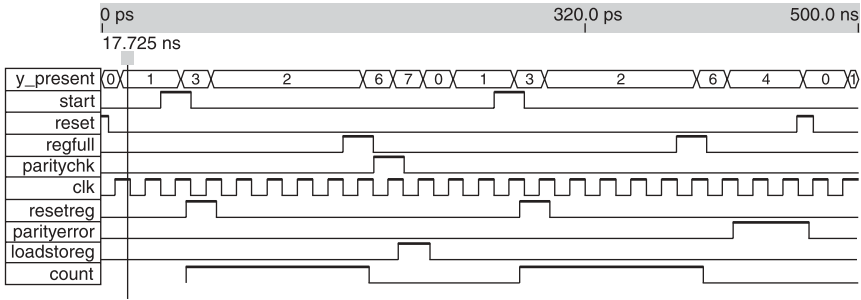 0 ps 320.0 ps 500.0 ns
17.725 ns
y_present 0 1 3 2 6 7 0 1 3 2 6 4 0 1
start
reset
regfull
paritychk
clk
resetreg
parityerror
loadstoreg
count